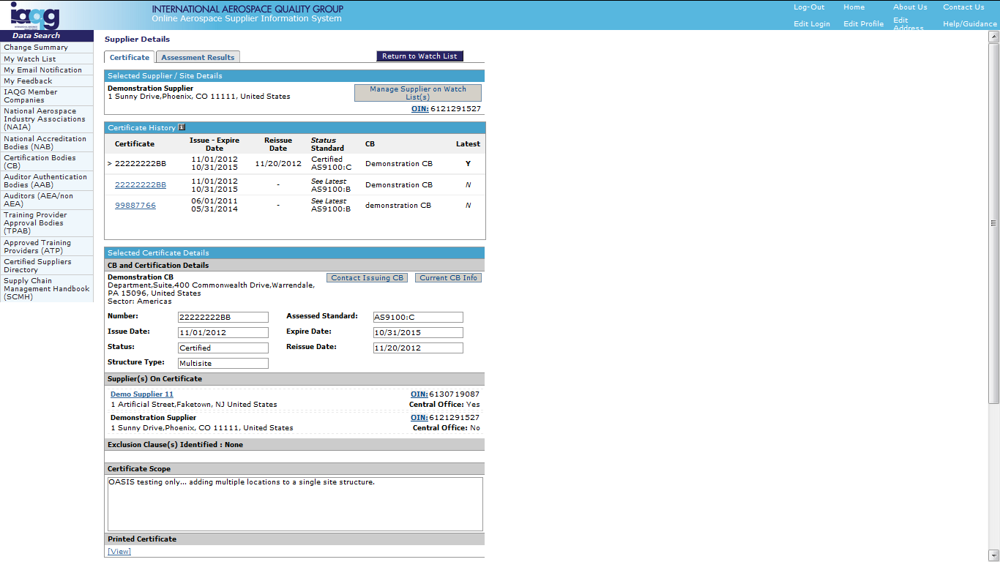 iaqg
INTERNATIONAL AEROSPACE QUALITY GROUP
Online Aerospace Supplier Information System
Log-Out Home About Us Contact Us
Edit Login Edit Profile Edit Address Help/Guidance
Data Search
Change Summary
My Watch List
My Email Notification
My Feedback
IAQG Member
Companies
National Aerospace
Industry Associations
(NAIA)
National Accreditation
Bodies (NAB)
Certification Bodies
(CB)
Auditor Authentication
Bodies (AAB)
Auditors (AEA/non
AEA)
Training Provider
Approval Bodies
(TPAB)
Approved Training
Providers (ATP)
Certified Suppliers
Directory
Supply Chain
Management Handbook
(SCMH)
Supplier Details
Certificate Assessment Results Return to Watch List
Selected Supplier / Site Details
Demonstration Supplier
1 Sunny Drive,Phoenix, CO 11111, United States
Manage Supplier on Watch
List(s)
OIN: 6121291527
Certificate History i
Certificate Issue - Expire Date Reissue Date Status Standard CB Latest
> 22222222BB 11/01/2012 10/31/2015 11/20/2012 Certified AS9100:C Demonstration CB Y
22222222BB 11/01/2012 10/31/2015 - See Latest AS9100:B Demonstration CB N
99887766 06/01/2011 05/31/2014 - See Latest AS9100:B demonstration CB N
Selected Certificate Details
CB and Certification Details
Demonstration CB
Department,Suite,400 Commonwealth Drive,Warrendale,
PA 15096, United States
Sector: Americas
Contact Issuing CB Current CB Info
Number: 22222222BB Assessed Standard: AS9100:C
Issue Date: 11/01/2012 Expire Date: 10/31/2015
Status: Certified Reissue Date: 11/20/2012
Structure Type: Multisite
Supplier(s) On Certificate
Demo Supplier 11 OIN: 6130719087
1 Artificial Street,Faketown, NJ United States Central Office: Yes
Demonstration Supplier OIN: 6121291527
1 Sunny Drive,Phoenix, CO 11111, United States Central Office: No
Exclusion Clause(s) Identified : None
Certificate Scope
OASIS testing only... adding multiple locations to a single site structure.
Printed Certificate
[View]